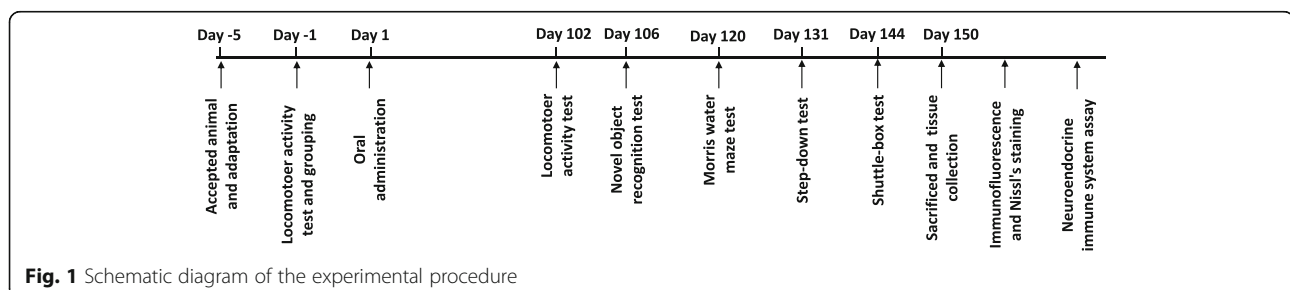 Day -5 Day -1 Day 1 Day 102 Day 106 Day 120 Day 131 Day 144 Day 150
Accepted animal
and adaptation
Locomotoer activity
test and grouping
Oral
administration
Locomotoer
activity test
Novel object
recognition test
Morris water
maze test
Step-down test
Shuttle-box test
Sacrificed and tissue
collection
Immunofluorescence
and Nissl's staining
Neuroendocrine
immune system assay
Fig. 1 Schematic diagram of the experimental procedure